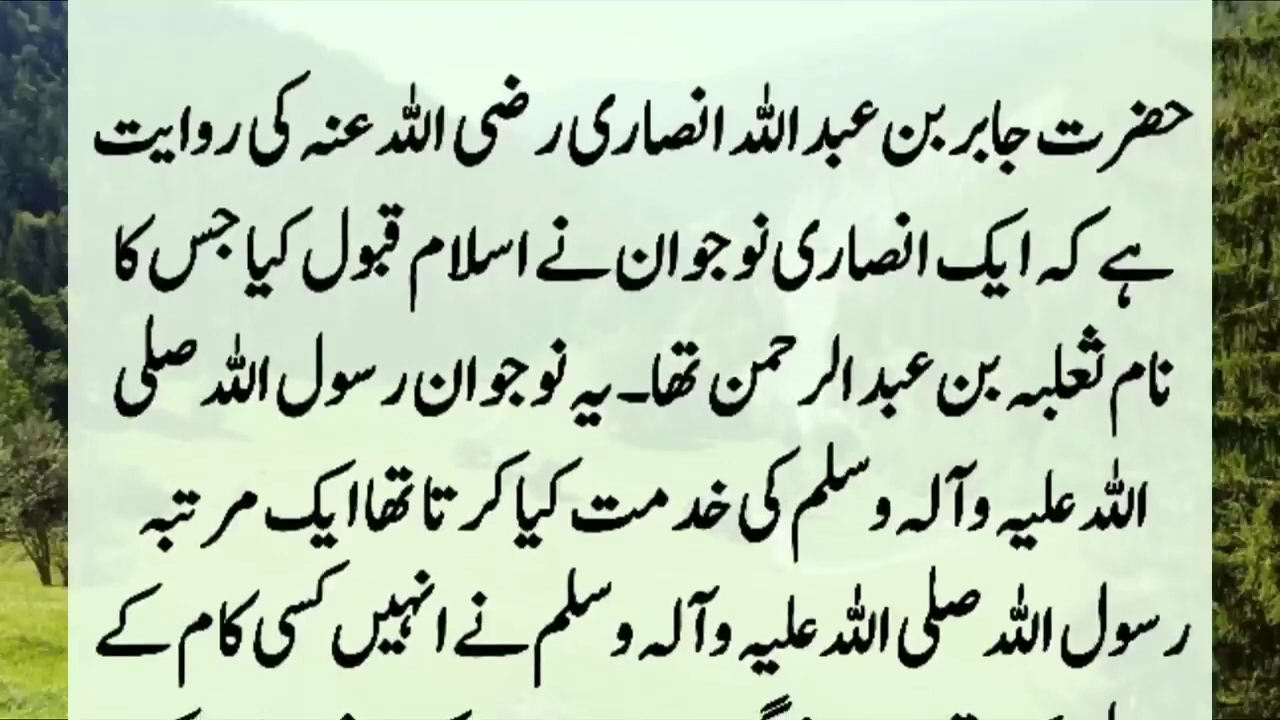 حضرت جابر بن عبد اللہ انصاری رضی اللہ عنہ کی روایت
ہے کہ ایک انصاری نوجوان نے اسلام قبول کیا جس کا
نام ثعلبہ بن عبد الرحمن تھا۔ یہ نوجوان رسول اللہ صلی
اللہ علیہ وآلہ وسلم کی خدمت کیا کرتا تھا ایک مرتبہ
رسول اللہ صلی اللہ علیہ وآلہ وسلم نے انہیں کسی کام کے